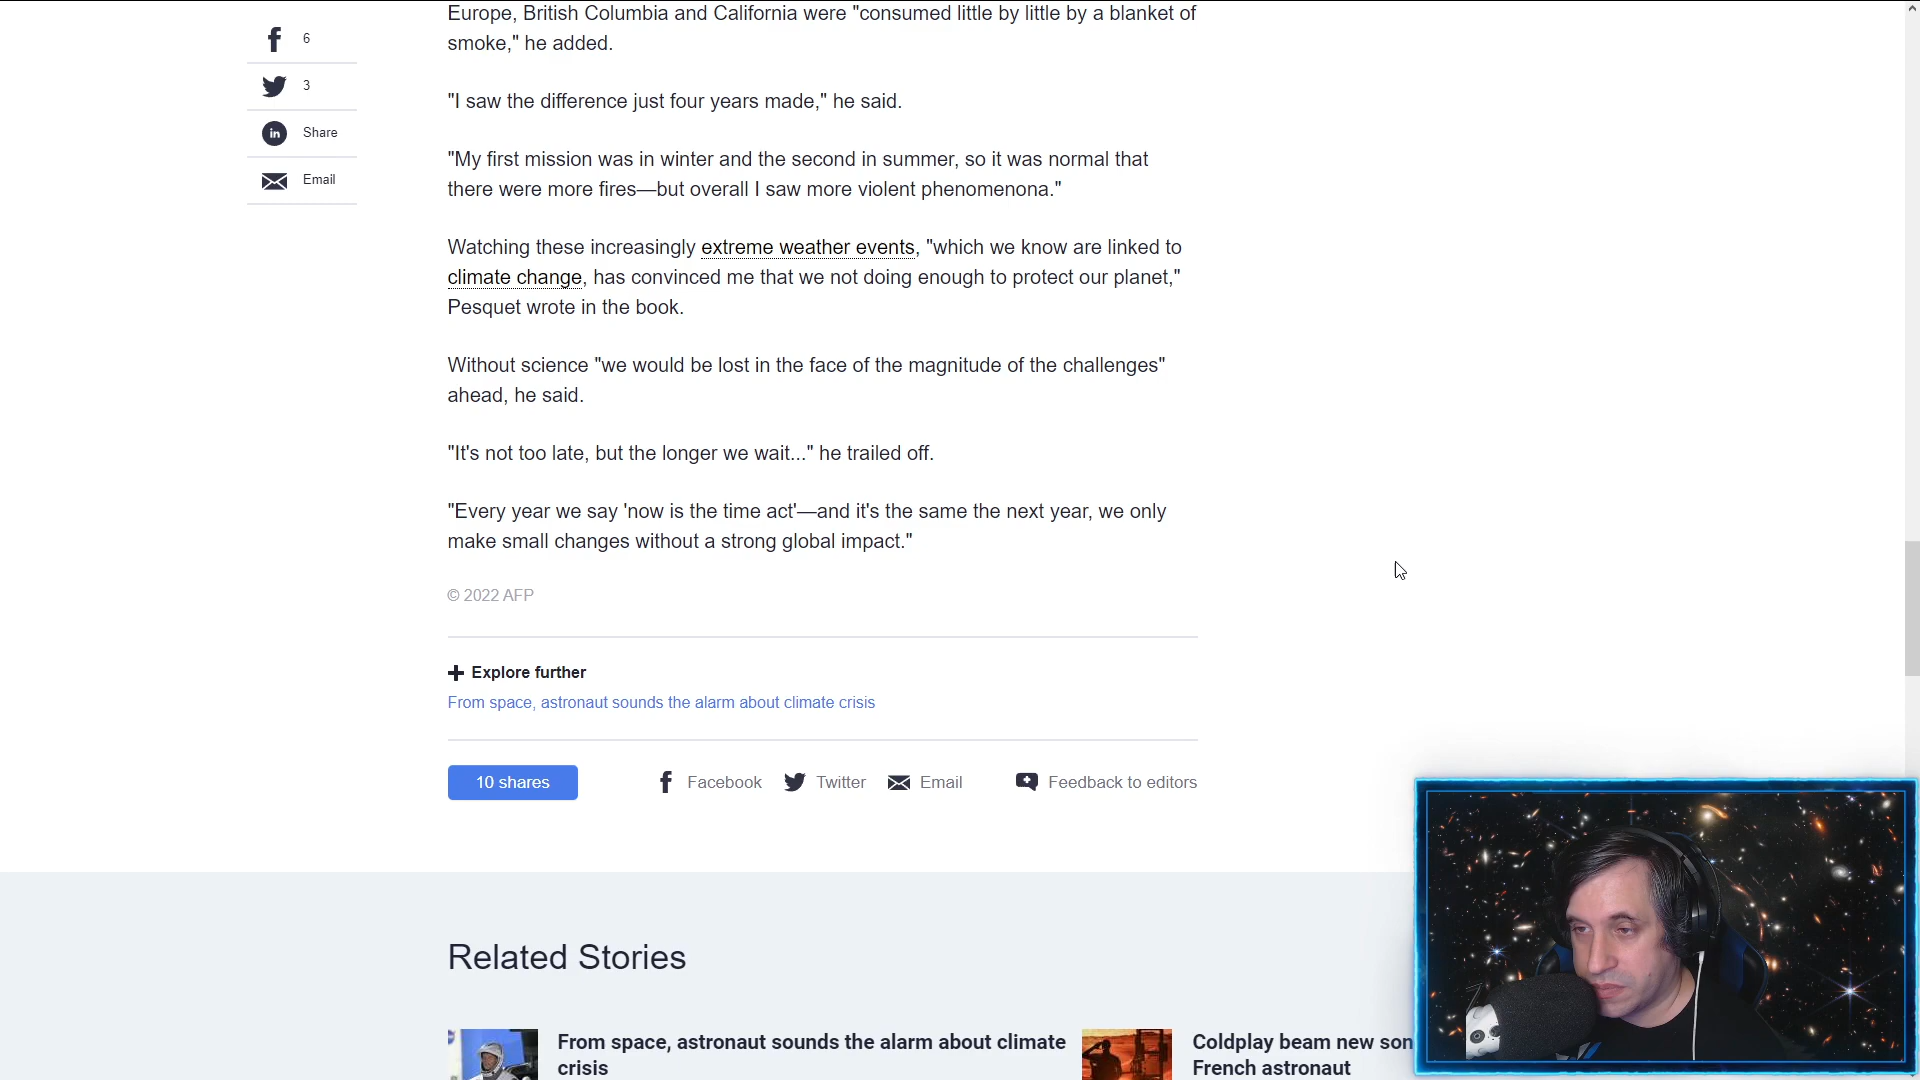 Europe, British Columbia and California were "consumed little by little by a blanket of
smoke," he added.
6
3
Share
Email
"I saw the difference just four years made," he said.
"My first mission was in winter and the second in summer, so it was normal that
there were more fires—but overall I saw more violent phenomenona."
Watching these increasingly extreme weather events, "which we know are linked to
climate change, has convinced me that we not doing enough to protect our planet,"
Pesquet wrote in the book.
Without science "we would be lost in the face of the magnitude of the challenges"
ahead, he said.
"It's not too late, but the longer we wait..." he trailed off.
"Every year we say 'now is the time act'—and it's the same the next year, we only
make small changes without a strong global impact."
© 2022 AFP
Explore further
From space, astronaut sounds the alarm about climate crisis
10 shares
Facebook
Twitter
Email
Feedback to editors
Related Stories
From space, astronaut sounds the alarm about climate
crisis
Coldplay beam new son
French astronaut